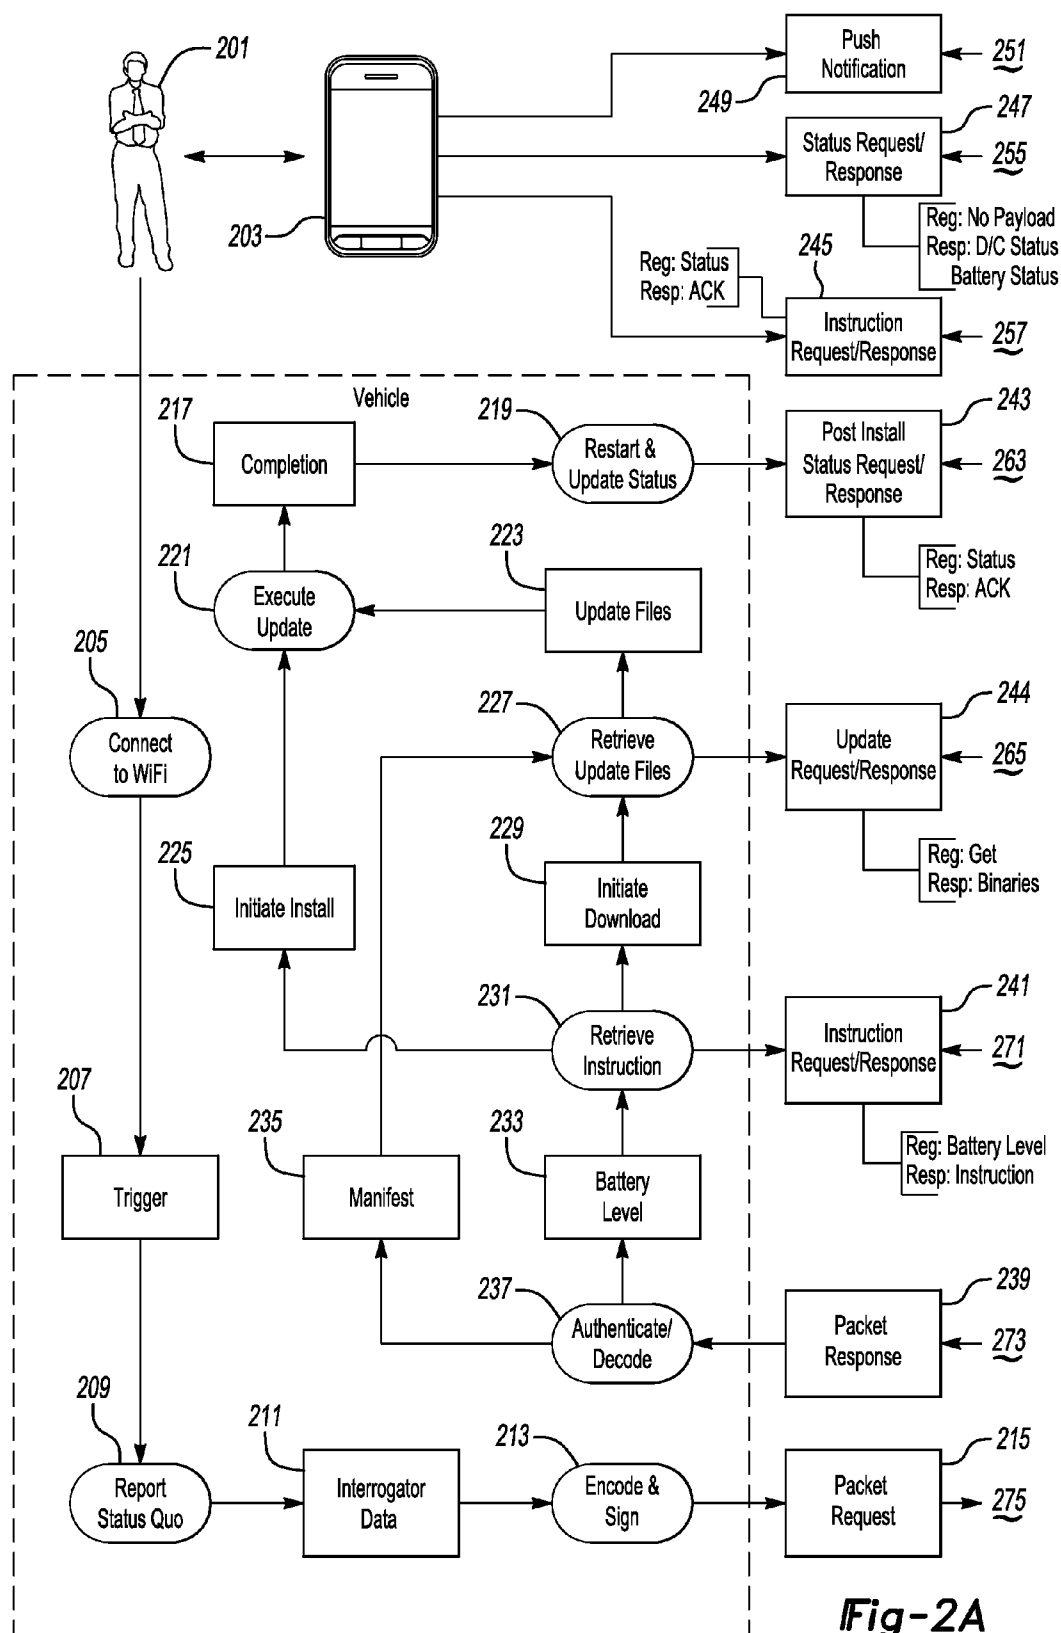 201
203
Push
Notification
249
251
247
Status Request/
Response
255
Reg: No Payload
Resp: D/C Status
Battery Status
245
Reg: Status
Resp: ACK
Instruction
Request/Response
257
Vehicle
217
Completion
219
Restart &
Update Status
243
Post Install
Status Request/
Response
263
Reg: Status
Resp: ACK
221
Execute
Update
223
Update Files
205
Connect
to WiFi
227
Retrieve
Update Files
244
Update
Request/Response
265
Reg: Get
Resp: Binaries
225
Initiate Install
229
Initiate
Download
231
Retrieve
Instruction
241
Instruction
Request/Response
271
Reg: Battery Level
Resp: Instruction
207
Trigger
235
Manifest
233
Battery
Level
237
Authenticate/
Decode
239
Packet
Response
273
209
Report
Status Quo
211
Interrogator
Data
213
Encode &
Sign
215
Packet
Request
275
Fig-2A